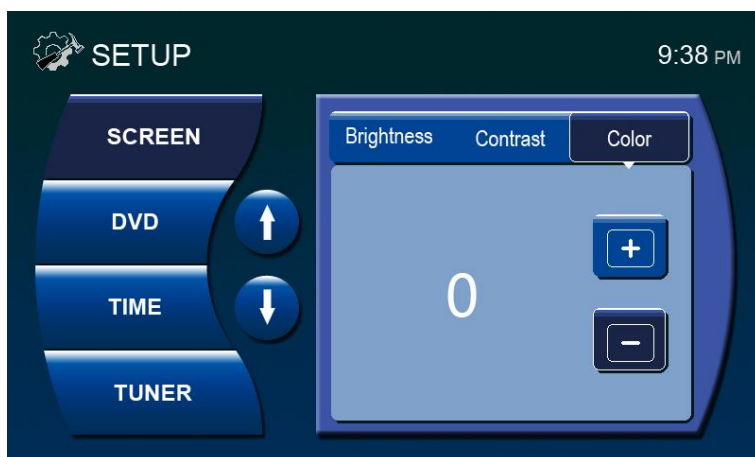 SETUP
9:38 PM
SCREEN
DVD
TIME
TUNER
Brightness Contrast Color
0
+
−